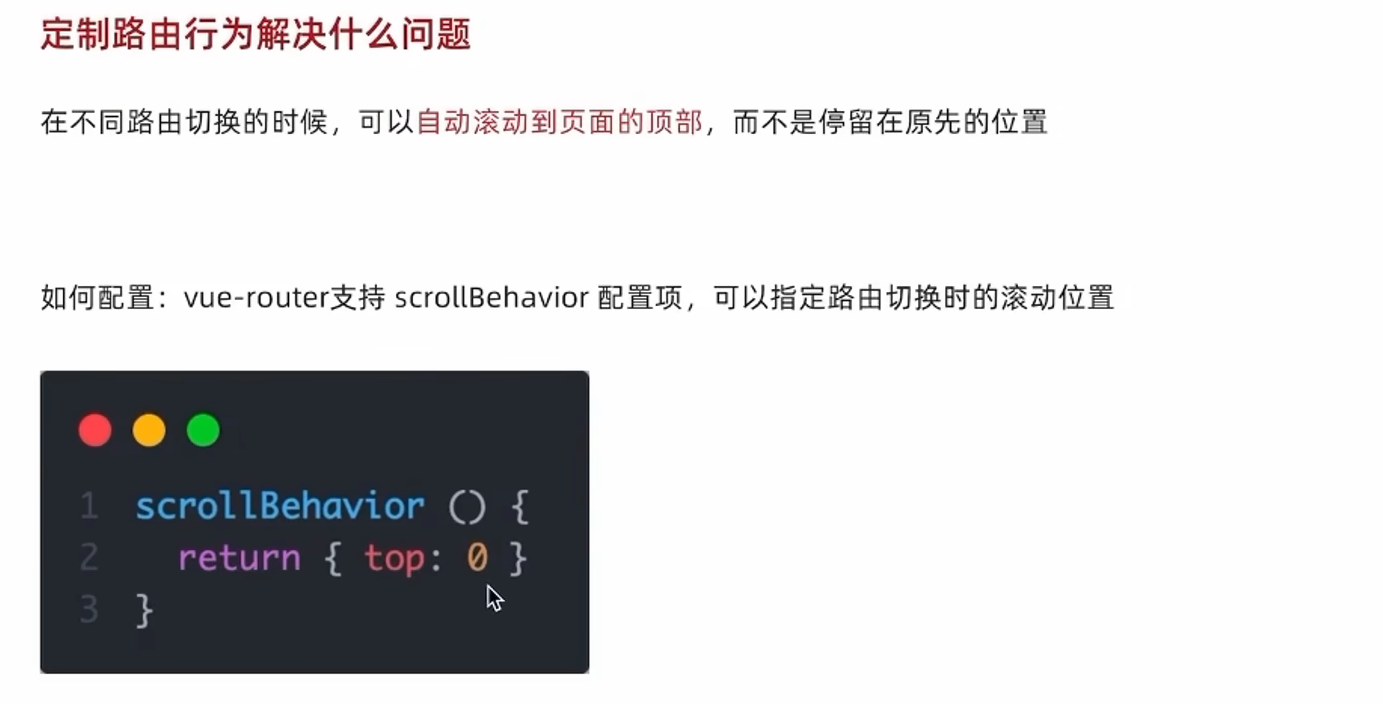 定制路由行为解决什么问题
在不同路由切换的时候，可以自动滚动到页面的顶部，而不是停留在原先的位置
如何配置：vue-router支持 scrollBehavior 配置项，可以指定路由切换时的滚动位置
1 scrollBehavior () {
2   return { top: 0 }
3 }